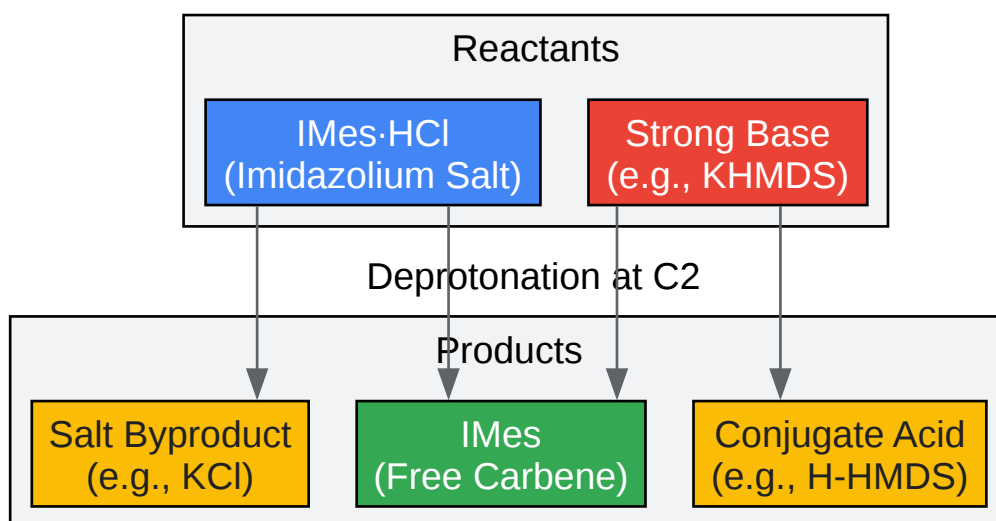 Reactants
IMes·HCl
(Imidazolium Salt)
Strong Base
(e.g., KHMDS)
Deprotonation at C2
Products
Salt Byproduct
(e.g., KCl)
IMes
(Free Carbene)
Conjugate Acid
(e.g., H-HMDS)